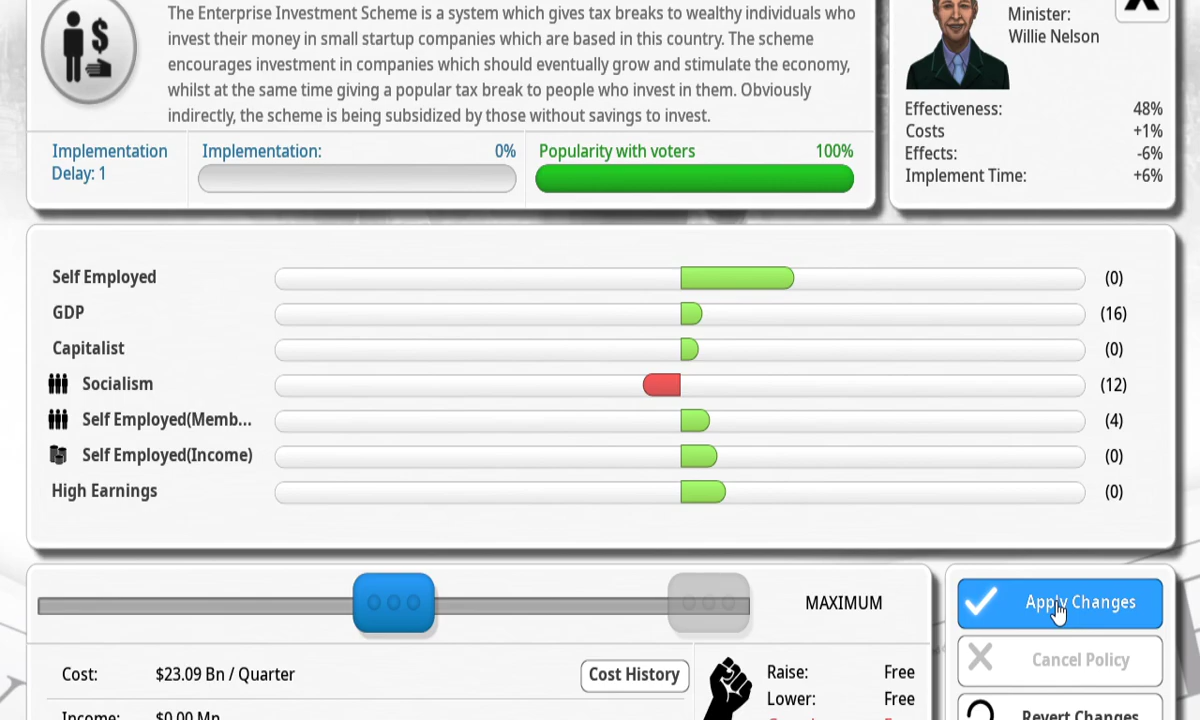 The Enterprise Investment Scheme is a system which gives tax breaks to wealthy individuals who
invest their money in small startup companies which are based in this country. The scheme
encourages investment in companies which should eventually grow and stimulate the economy,
whilst at the same time giving a popular tax break to people who invest in them. Obviously
indirectly, the scheme is being subsidized by those without savings to invest.
Implementation
Delay: 1
Implementation: 0%
Popularity with voters 100%
Minister:
Willie Nelson
Effectiveness: 48%
Costs +1%
Effects: -6%
Implement Time: +6%
Self Employed (0)
GDP (16)
Capitalist (0)
Socialism (12)
Self Employed(Memb... (4)
Self Employed(Income) (0)
High Earnings (0)
MAXIMUM
Apply Changes
Cancel Policy
Revert Changes
Cost: $23.09 Bn / Quarter
Cost History
Income: $0.00 Mn
Raise: Free
Lower: Free